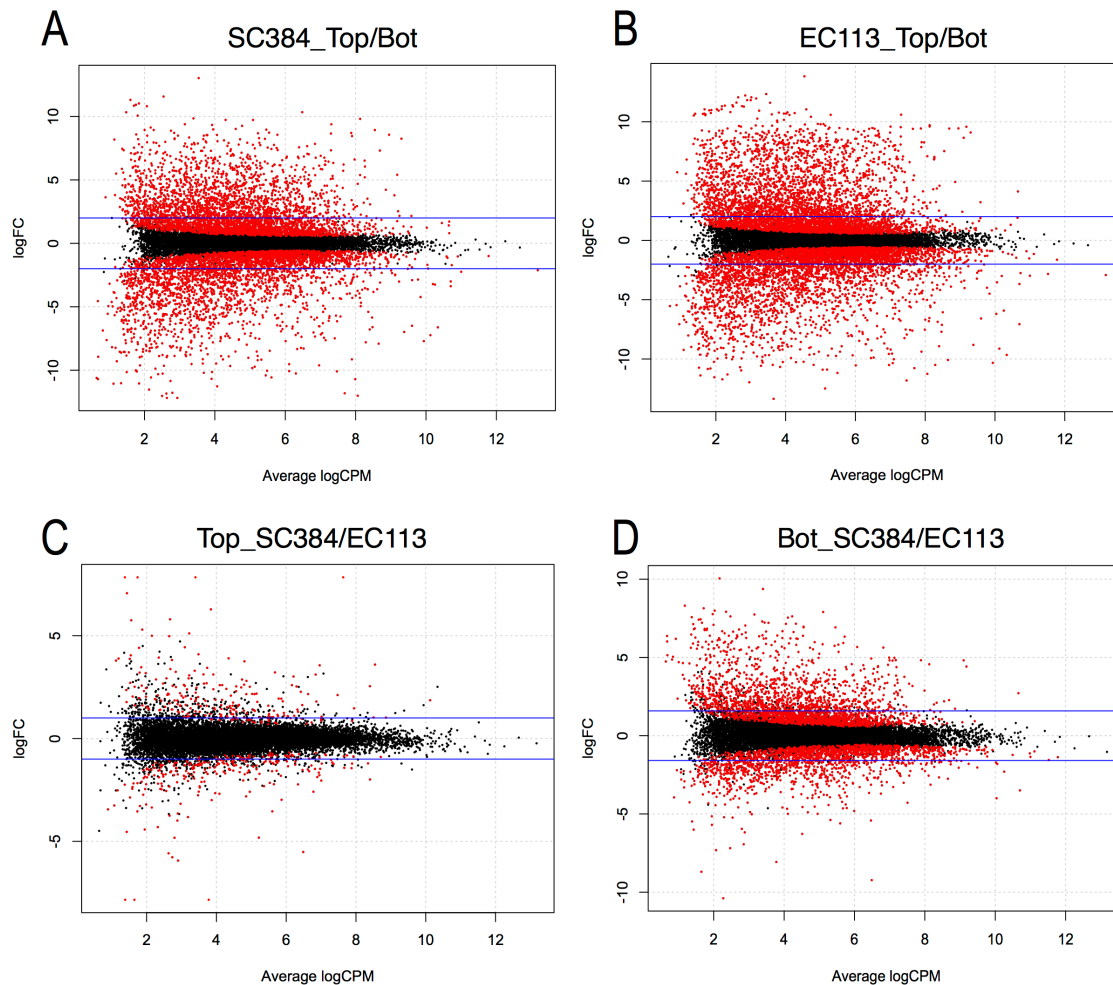 A
SC384_Top/Bot
logFC
10
5
0
-5
-10
2 4 6 8 10 12
Average logCPM
B
EC113_Top/Bot
logFC
10
5
0
-5
-10
2 4 6 8 10 12
Average logCPM
C
Top_SC384/EC113
logFC
5
0
-5
2 4 6 8 10 12
Average logCPM
D
Bot_SC384/EC113
logFC
10
5
0
-5
-10
2 4 6 8 10 12
Average logCPM